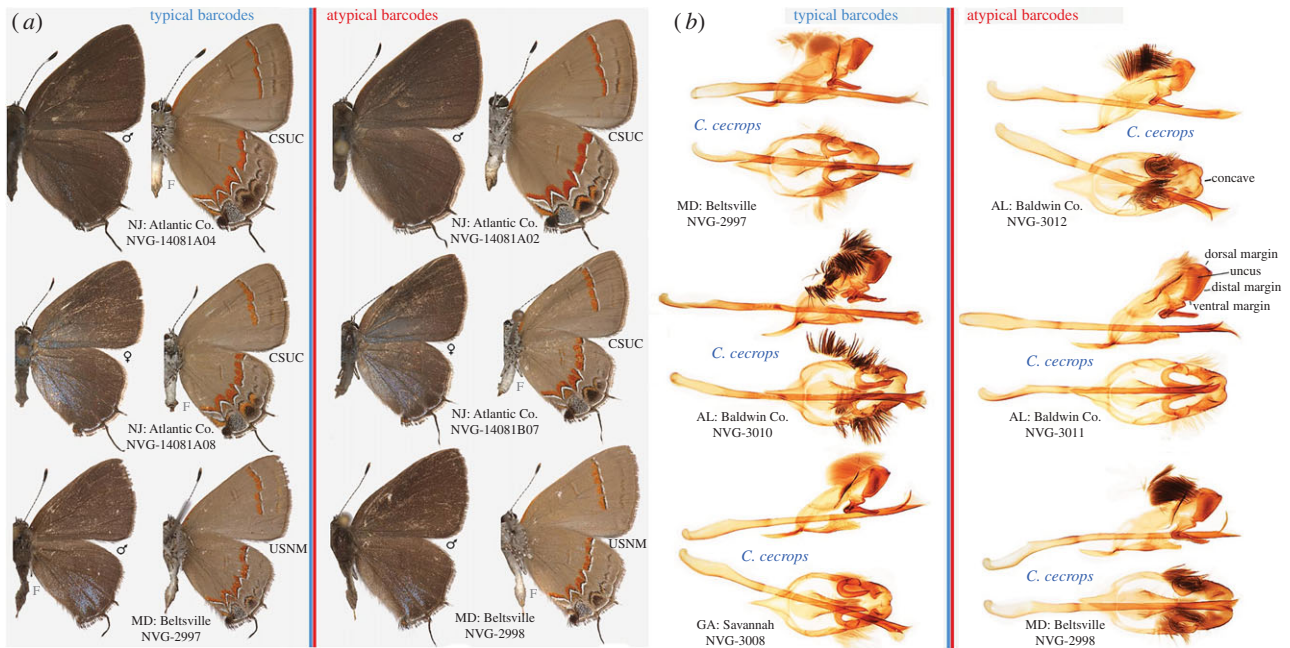 (a)
typical barcodes
atypical barcodes
♂
CSUC
F
NJ: Atlantic Co.
NVG-14081A04
♂
CSUC
NJ: Atlantic Co.
NVG-14081A02
♀
CSUC
NJ: Atlantic Co.
NVG-14081A08
♀
CSUC
F
NJ: Atlantic Co.
NVG-14081B07
♂
F
USNM
MD: Beltsville
NVG-2997
♂
USNM
F
MD: Beltsville
NVG-2998
(b)
typical barcodes
atypical barcodes
C. cecrops
MD: Beltsville
NVG-2997
C. cecrops
concave
AL: Baldwin Co.
NVG-3012
C. cecrops
AL: Baldwin Co.
NVG-3010
dorsal margin
uncus
distal margin
ventral margin
C. cecrops
AL: Baldwin Co.
NVG-3011
C. cecrops
GA: Savannah
NVG-3008
C. cecrops
MD: Beltsville
NVG-2998